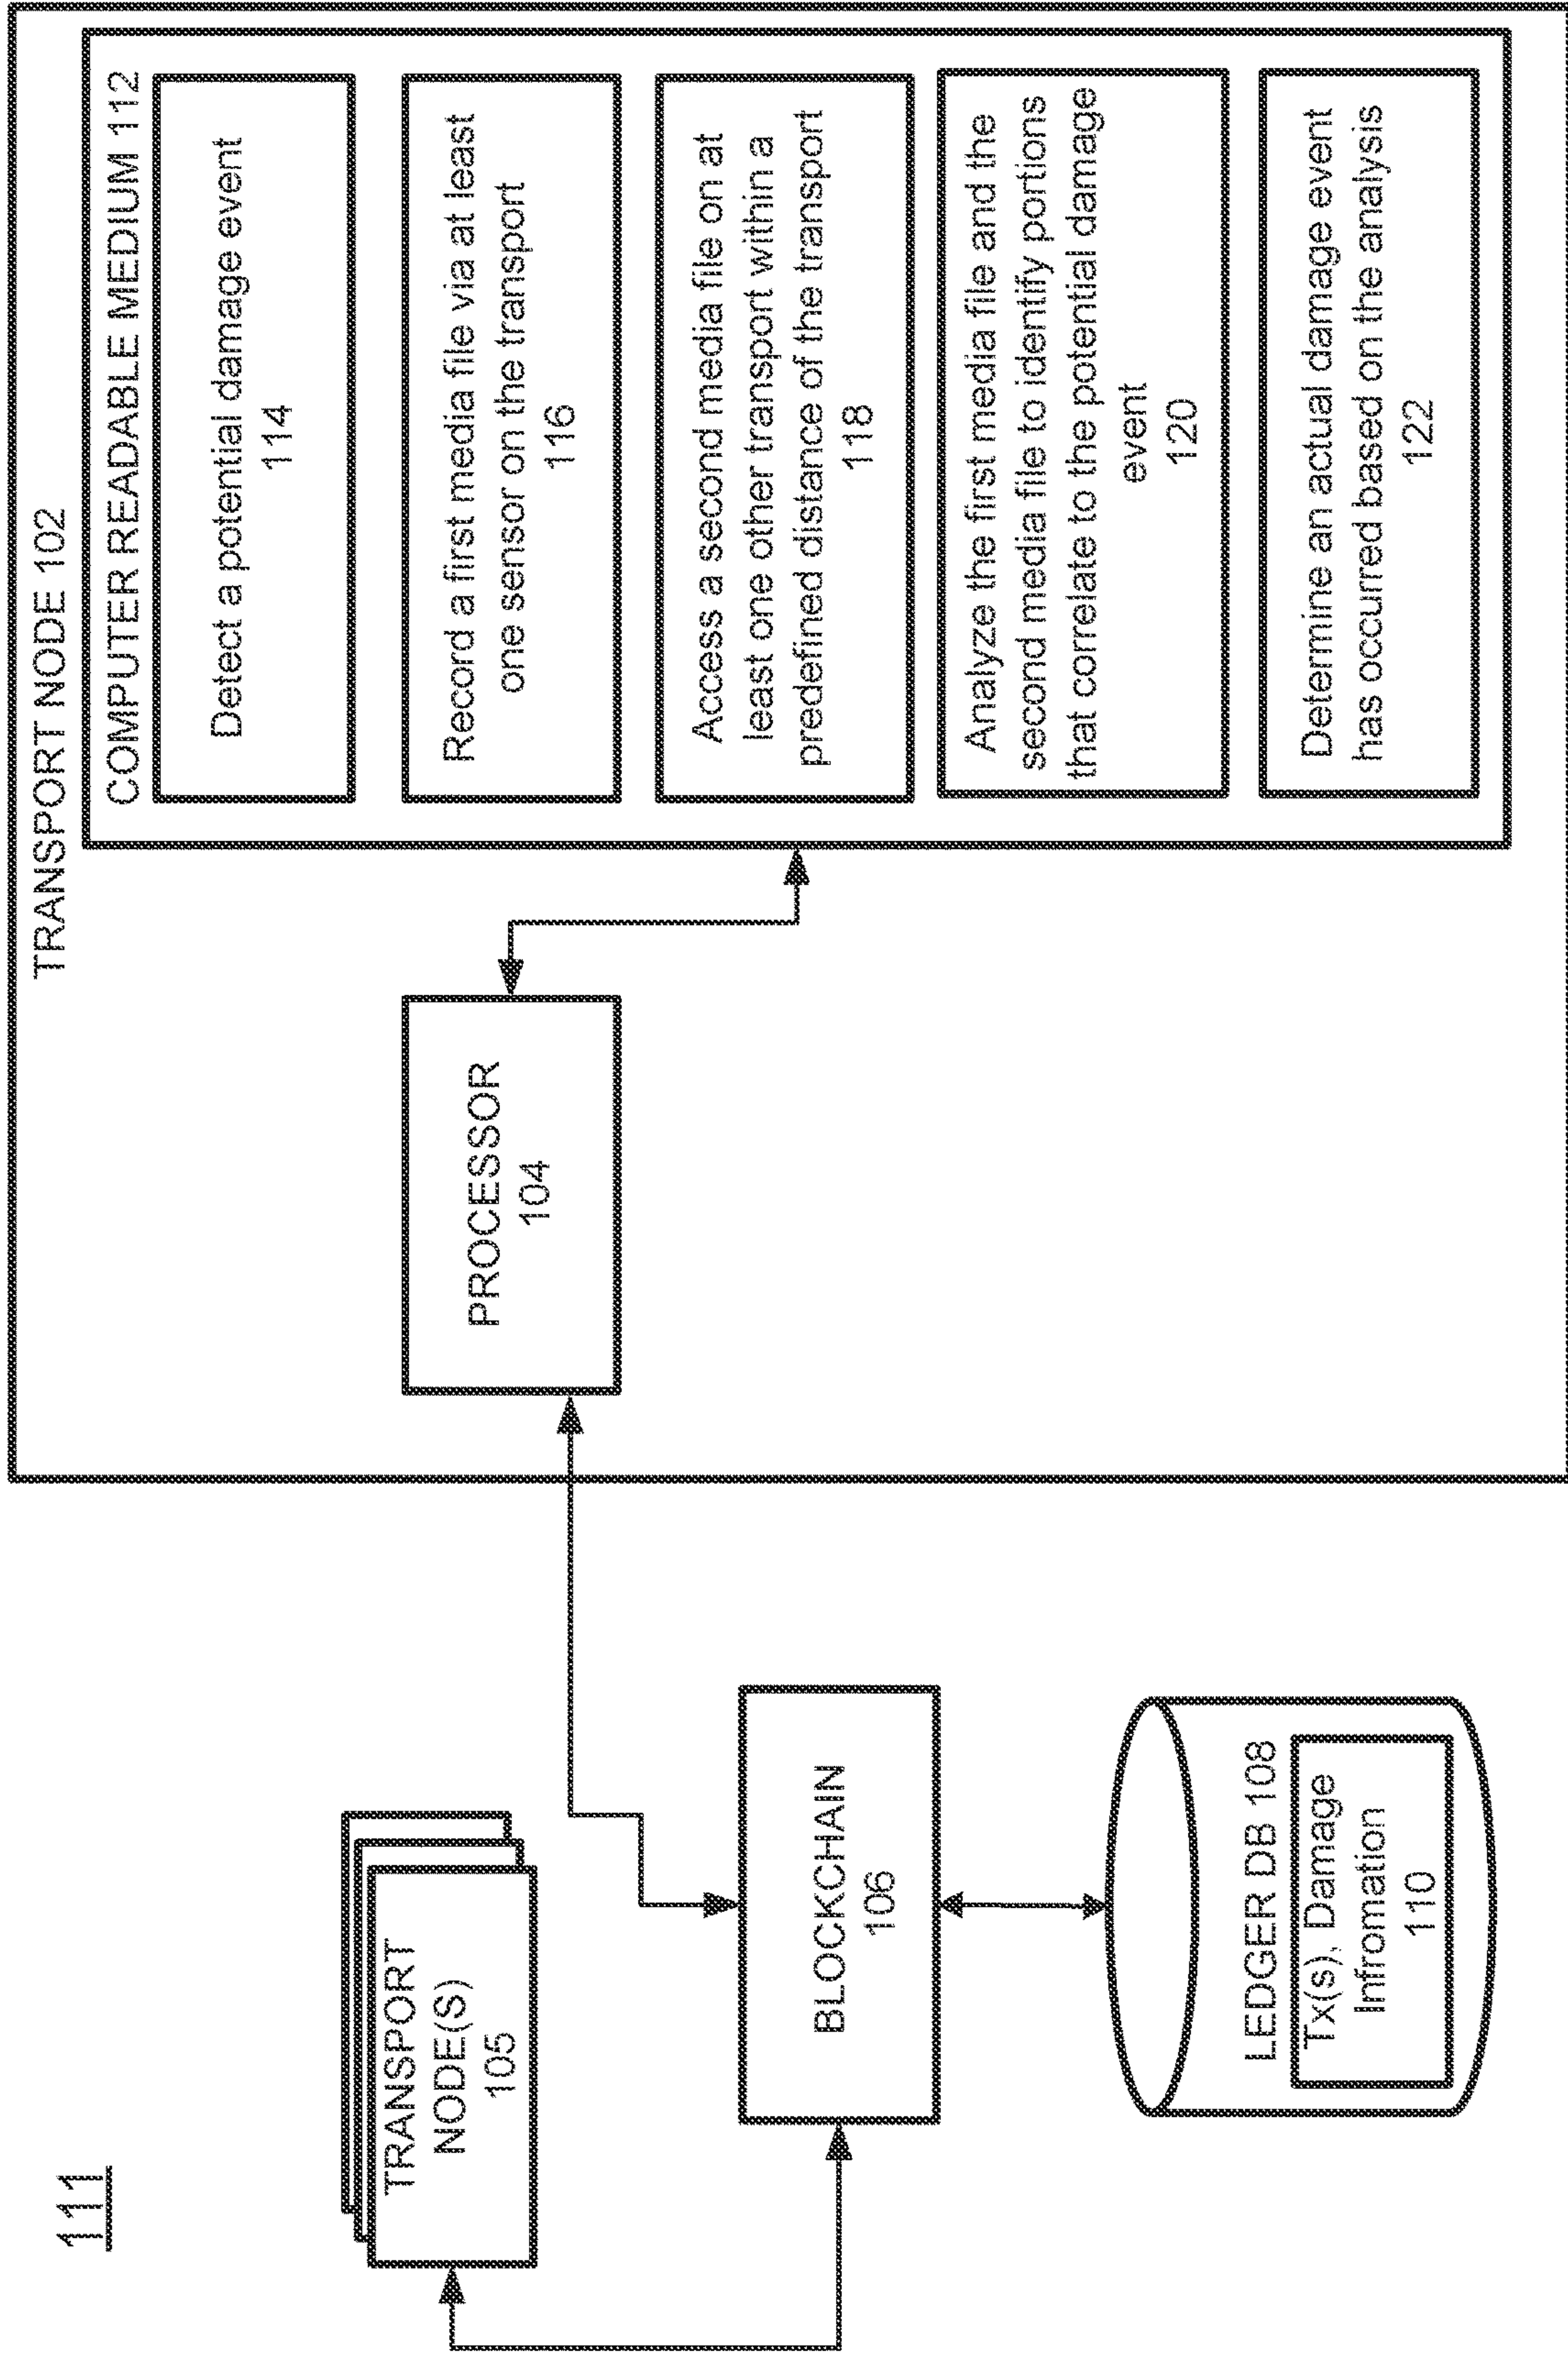 111
TRANSPORT NODE 102
COMPUTER READABLE MEDIUM 112
Detect a potential damage event
114
Record a first media file via at least
one sensor on the transport
116
Access a second media file on at
least one other transport within a
predefined distance of the transport
118
Analyze the first media file and the
second media file to identify portions
that correlate to the potential damage
event
120
Determine an actual damage event
has occurred based on the analysis
122
PROCESSOR
104
TRANSPORT
NODE(S)
105
BLOCKCHAIN
106
LEDGER DB 108
Tx(s), Damage
Infromation
110